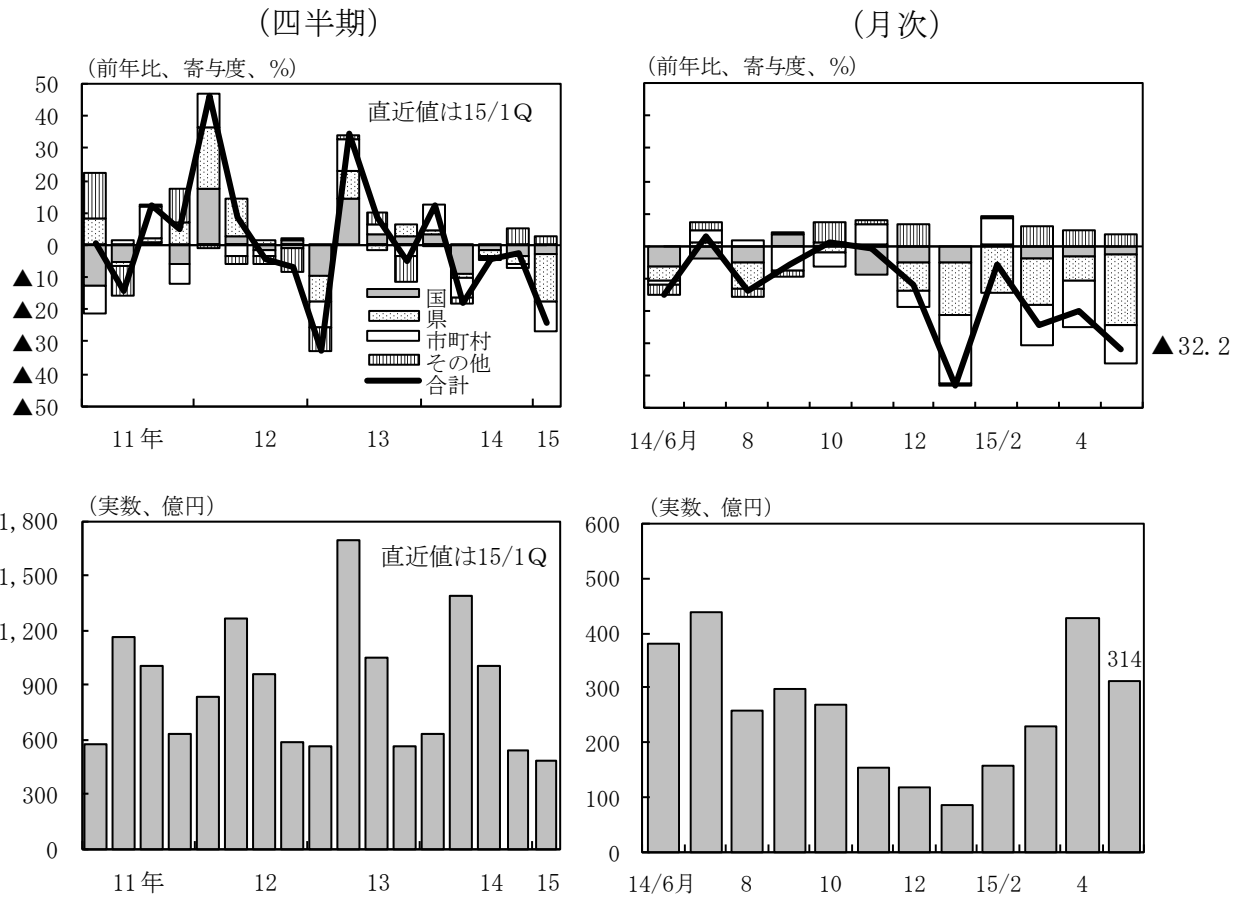 (四半期)
(前年比、寄与度、%)
50
40
30
20
10
0
▲10
▲20
▲30
▲40
▲50
直近値は15/1Q
国
県
市町村
その他
合計
11年 12 13 14 15
(月次)
(前年比、寄与度、%)
▲32.2
14/6月 8 10 12 15/2 4
(実数、億円)
1,800
1,500
1,200
900
600
300
0
直近値は15/1Q
11年 12 13 14 15
(実数、億円)
600
500
400
300
200
100
0
314
14/6月 8 10 12 15/2 4